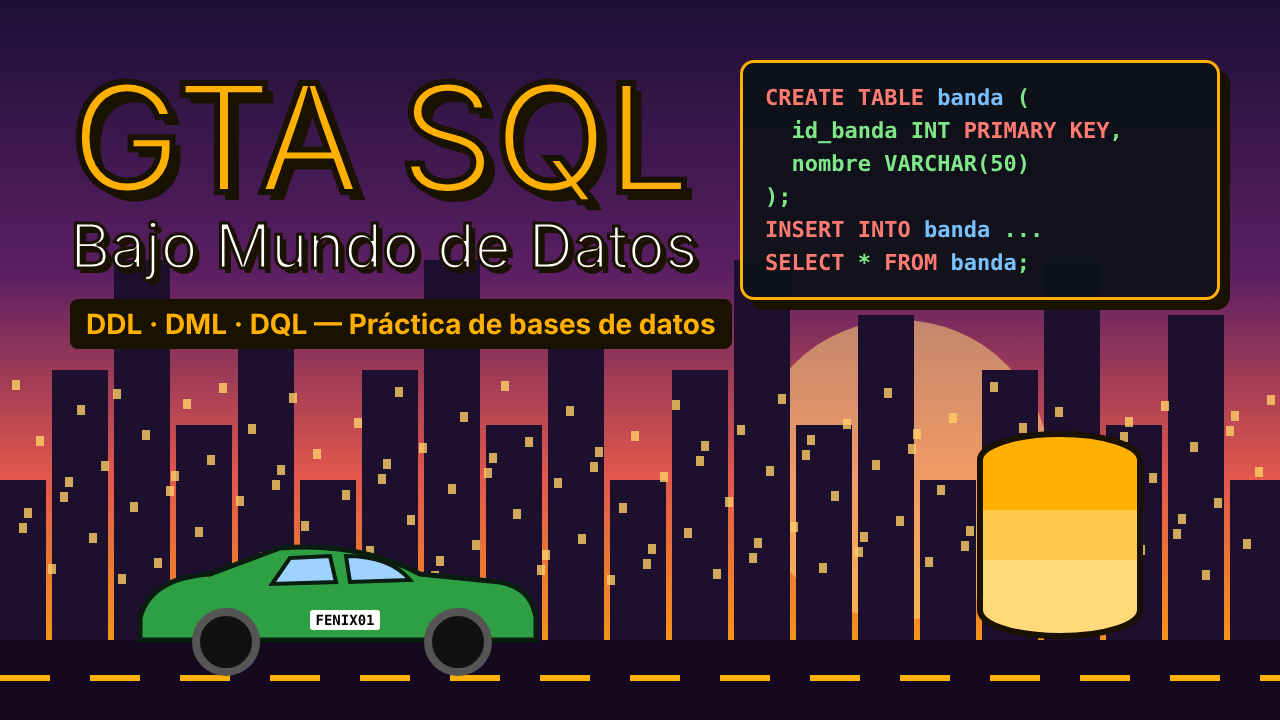 GTA SQL
Bajo Mundo de Datos
DDL · DML · DQL — Práctica de bases de datos
CREATE TABLE banda (
  id_banda INT PRIMARY KEY,
  nombre VARCHAR(50)
);
INSERT INTO banda ...
SELECT * FROM banda;
FENIX01